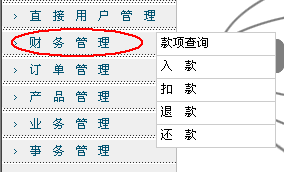 直接用户管理
财务管理
订单管理
产品管理
业务管理
事务管理
款项查询
入 款
扣 款
退 款
还 款